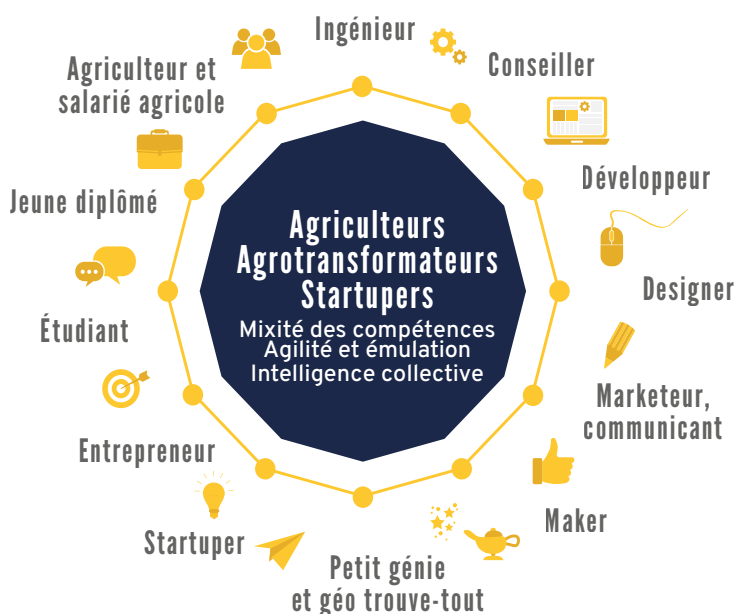 Ingénieur
Conseiller
Développeur
Designer
Marketeur,
communicant
Maker
Petit génie
et géo trouve-tout
Startuper
Entrepreneur
Étudiant
Jeune diplômé
Agriculteur et
salarié agricole
Agriculteurs
Agrotransformateurs
Startupers
Mixité des compétences
Agilité et émulation
Intelligence collective